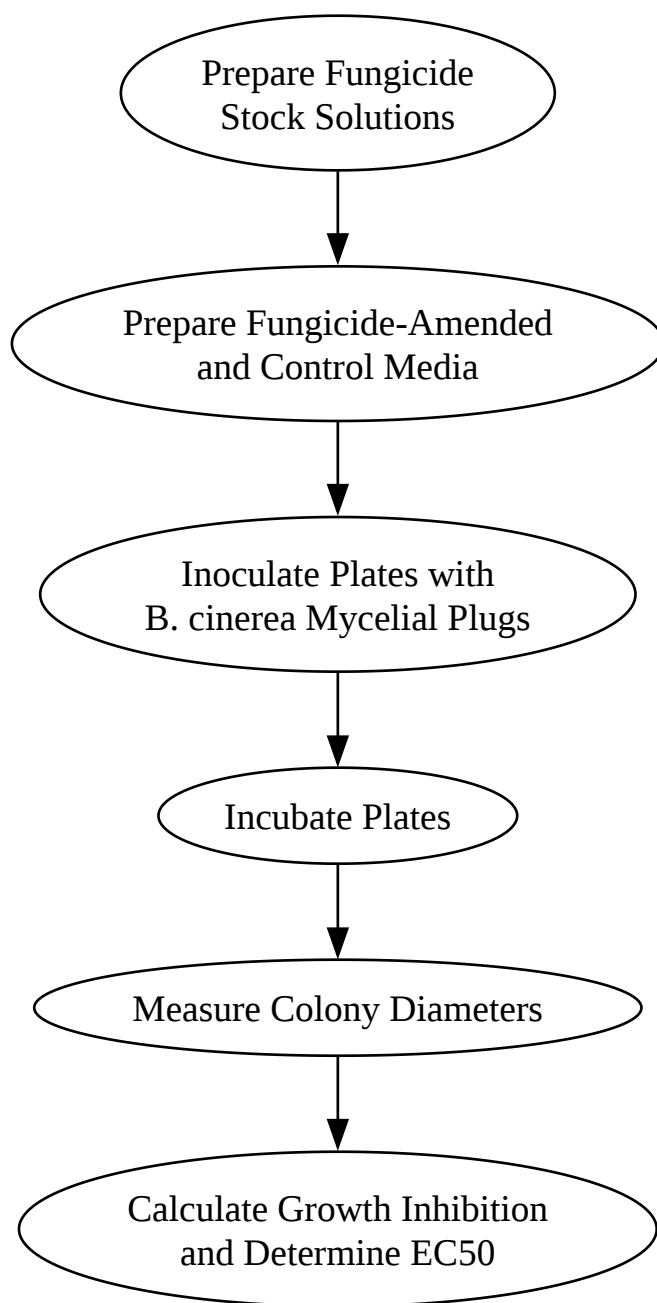 Prepare Fungicide
Stock Solutions
Prepare Fungicide-Amended
and Control Media
Inoculate Plates with
B. cinerea Mycelial Plugs
Incubate Plates
Measure Colony Diameters
Calculate Growth Inhibition
and Determine EC50